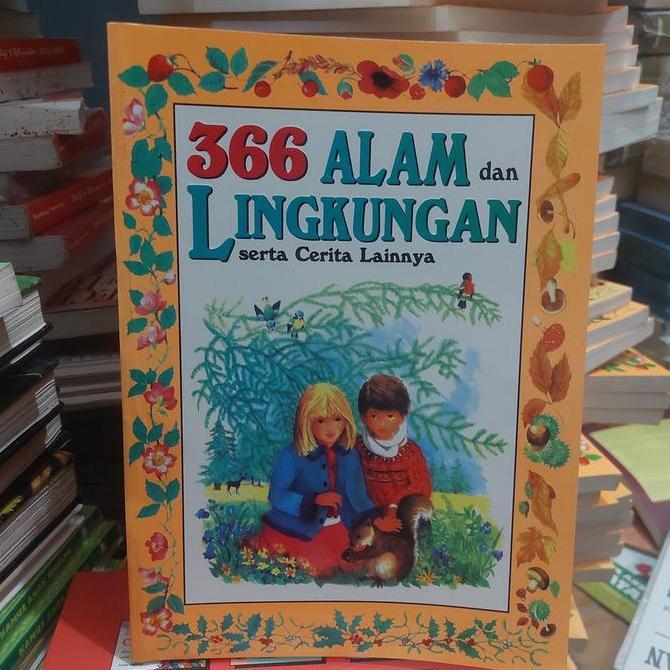 366 ALAM dan
LINGKUNGAN
serta Cerita Lainnya